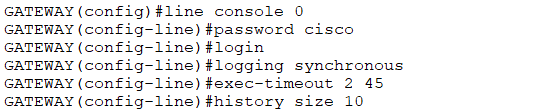 GATEWAY(config)#line console 0
GATEWAY(config-line)#password cisco
GATEWAY(config-line)#login
GATEWAY(config-line)#logging synchronous
GATEWAY(config-line)#exec-timeout 2 45
GATEWAY(config-line)#history size 10